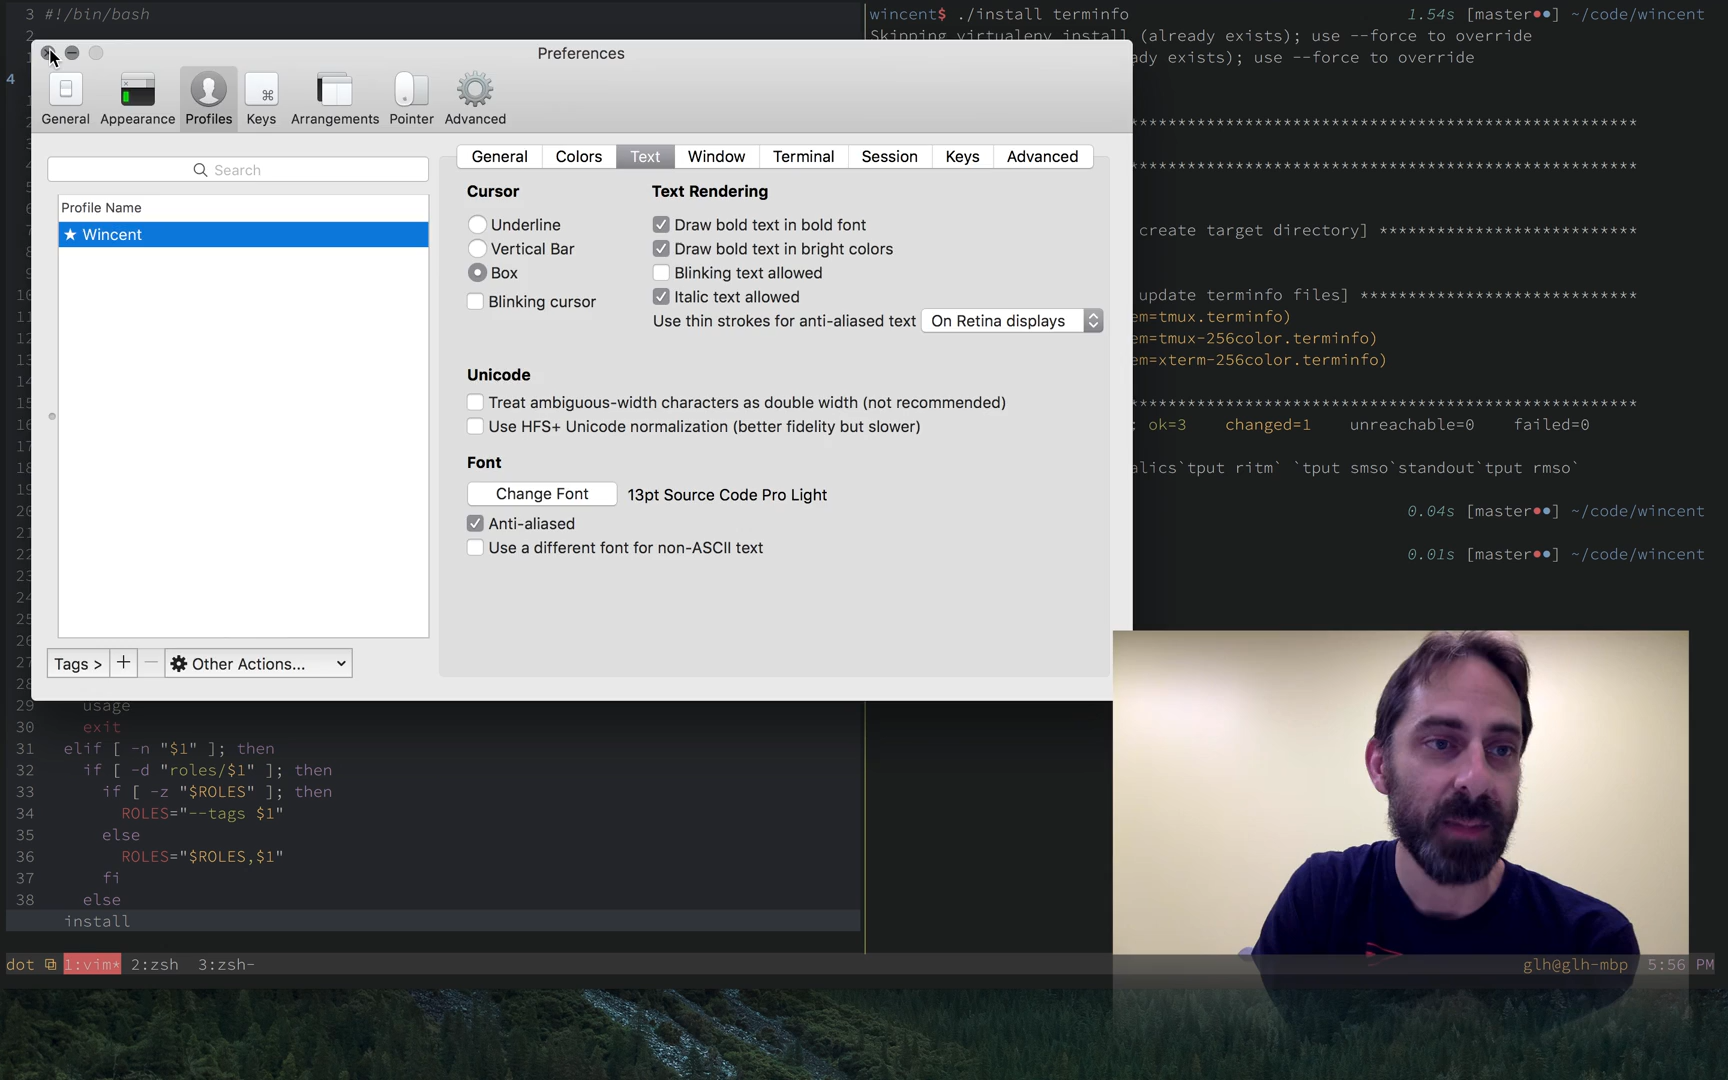 3 #!/bin/bash
wincent$ ./install terminfo
1.54s [master●●] ~/code/wincent
Skipping virtualenv install (already exists); use --force to override
ady exists); use --force to override
Preferences
General
Appearance
Profiles
Keys
Arrangements
Pointer
Advanced
4
*****************************************************
*****************************************************
Search
Profile Name
★ Wincent
Tags >
+
−
Other Actions...
General
Colors
Text
Window
Terminal
Session
Keys
Advanced
Cursor
Underline
Vertical Bar
Box
Blinking cursor
Text Rendering
Draw bold text in bold font
Draw bold text in bright colors
Blinking text allowed
Italic text allowed
Use thin strokes for anti-aliased text
On Retina displays
Unicode
Treat ambiguous-width characters as double width (not recommended)
Use HFS+ Unicode normalization (better fidelity but slower)
Font
Change Font
13pt Source Code Pro Light
Anti-aliased
Use a different font for non-ASCII text
create target directory] ***************************
update terminfo files] *****************************
em=tmux.terminfo)
em=tmux-256color.terminfo)
em=xterm-256color.terminfo)
*****************************************************
: ok=3 changed=1 unreachable=0 failed=0
alics`tput ritm` `tput smso`standout`tput rmso`
0.04s [master●●] ~/code/wincent
0.01s [master●●] ~/code/wincent
29 usage
30 exit
31 elif [ -n "$1" ]; then
32 if [ -d "roles/$1" ]; then
33 if [ -z "$ROLES" ]; then
34 ROLES="--tags $1"
35 else
36 ROLES="$ROLES,$1"
37 fi
38 else
install
dot 1:vim* 2:zsh 3:zsh-
glh@glh-mbp 5:56 PM